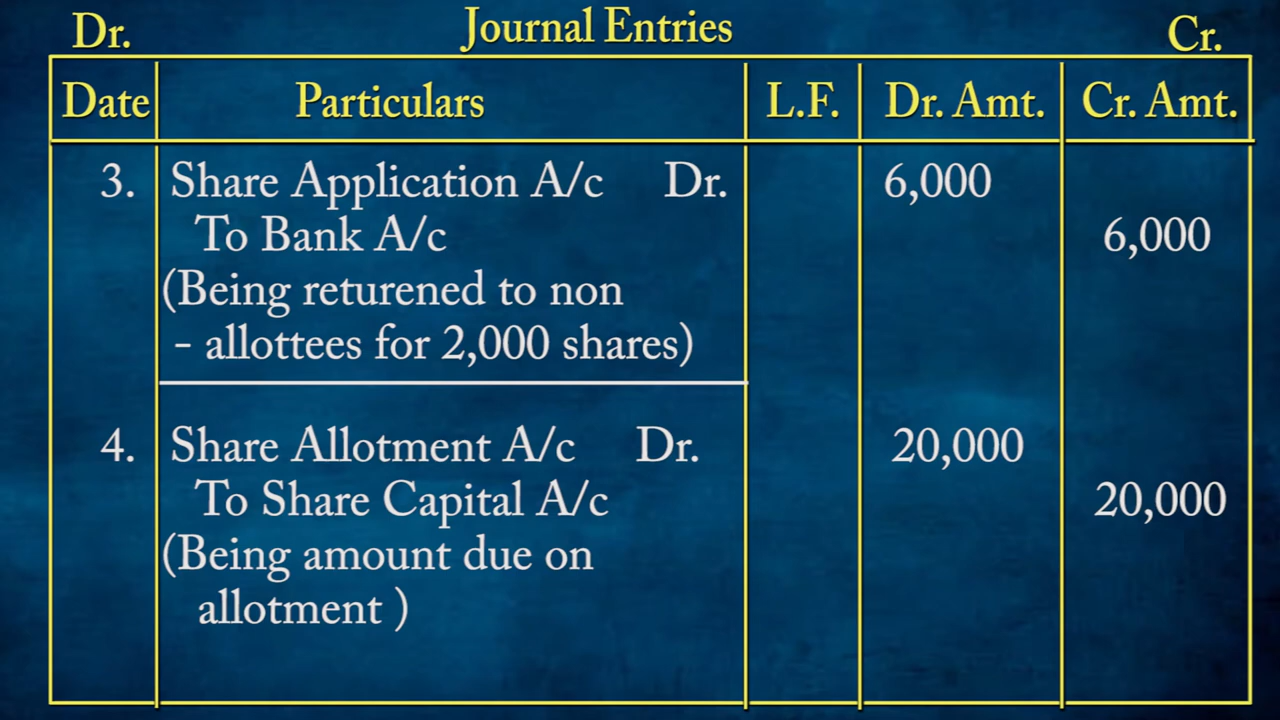 Dr. Journal Entries Cr.
Date Particulars L.F. Dr. Amt. Cr. Amt.
3. Share Application A/c Dr. 6,000
To Bank A/c 6,000
(Being returened to non
- allottees for 2,000 shares)
4. Share Allotment A/c Dr. 20,000
To Share Capital A/c 20,000
(Being amount due on
allotment )